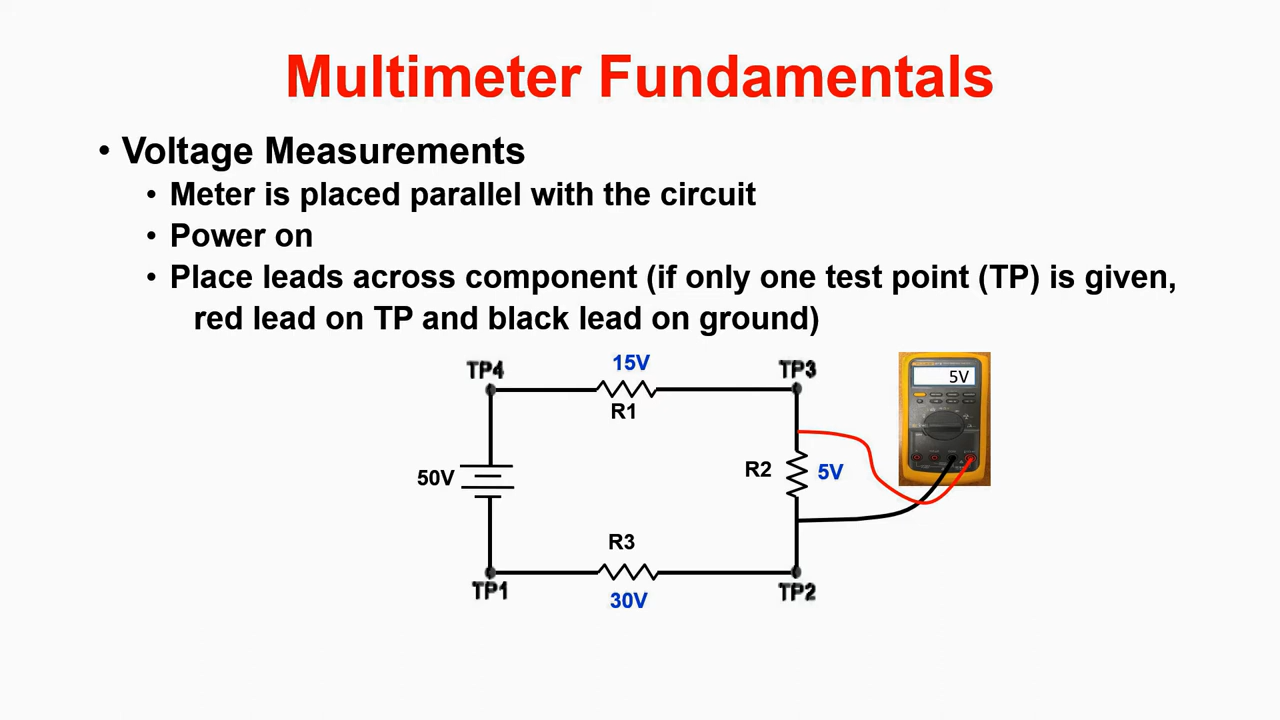 Multimeter Fundamentals
• Voltage Measurements
• Meter is placed parallel with the circuit
• Power on
• Place leads across component (if only one test point (TP) is given,
red lead on TP and black lead on ground)
TP4
15V
TP3
R1
5V
50V
R2
5V
R3
TP1
30V
TP2